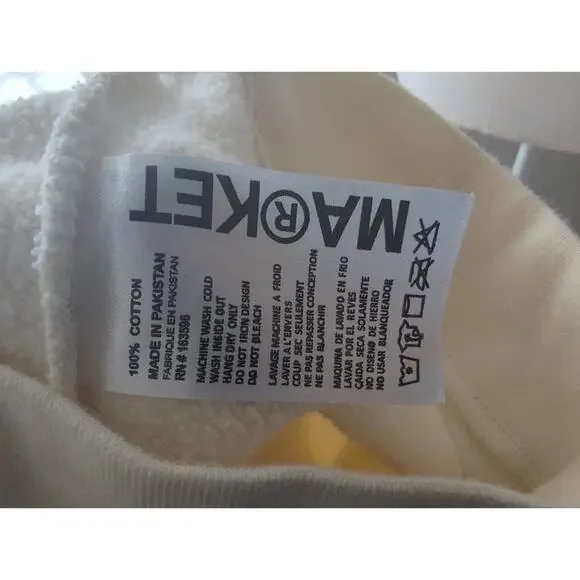 MA®KET
100% COTTON
MADE IN PAKISTAN
FABRIQUE EN PAKISTAN
RN# 163696
MACHINE WASH COLD
WASH INSIDE OUT
HANG DRY ONLY
DO NOT IRON DESIGN
DO NOT BLEACH
LAVAGE MACHINE A FROID
LAVER A L'ENVERS
COUP SEC SEULEMENT
NE PAS REPASSER CONCEPTION
NE PAS BLANCHIR
MAQUINA DE LAVADO EN FRIO
LAVAR POR EL REVES
CAIDA SECA SOLAMENTE
NO DISENO DE HIERRO
NO USAR BLANQUEADOR